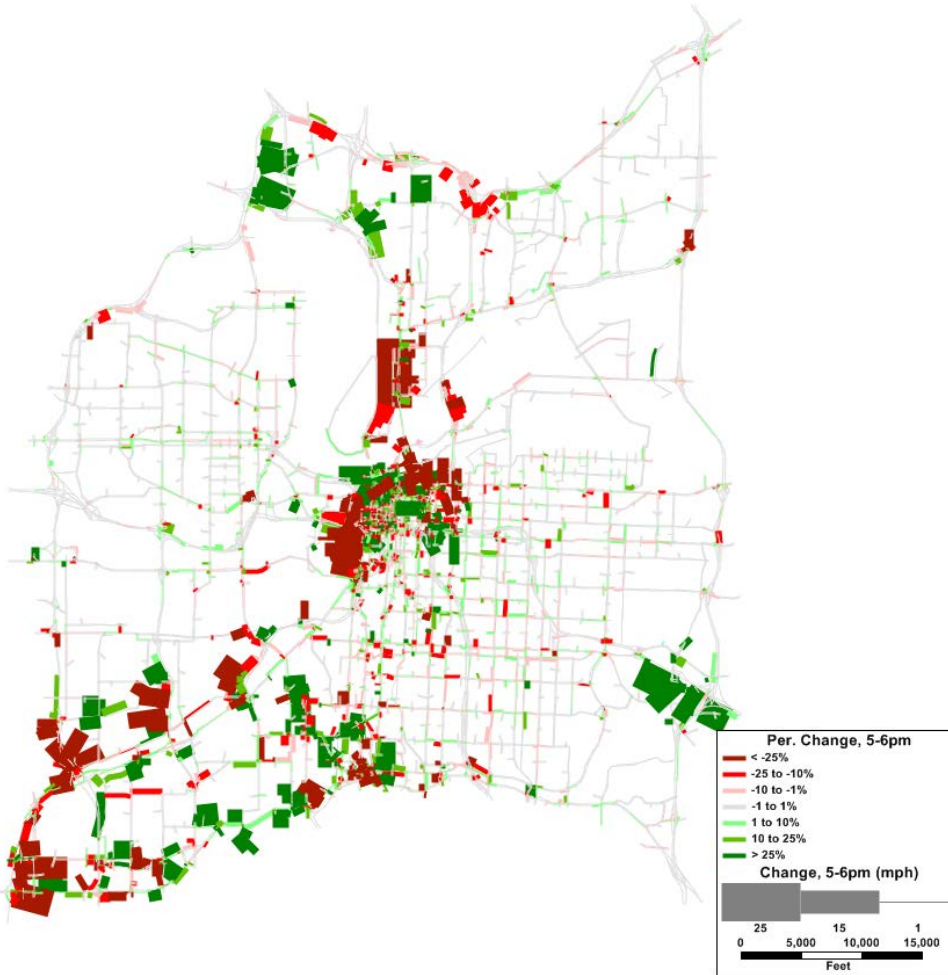 Per. Change, 5-6pm
< -25%
-25 to -10%
-10 to -1%
-1 to 1%
1 to 10%
10 to 25%
> 25%
Change, 5-6pm (mph)
25 15 1
0 5,000 10,000 15,000
Feet